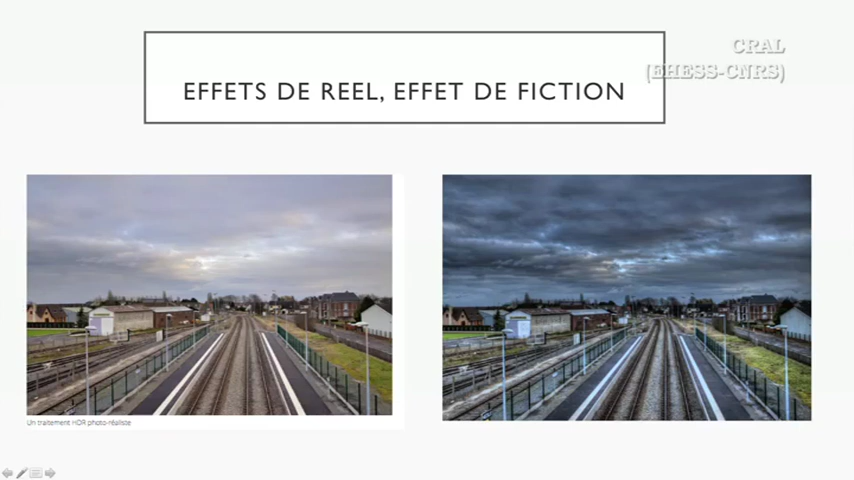 CRAL
(EHESS-CNRS)
EFFETS DE REEL, EFFET DE FICTION
Un traitement HDR photo-réaliste